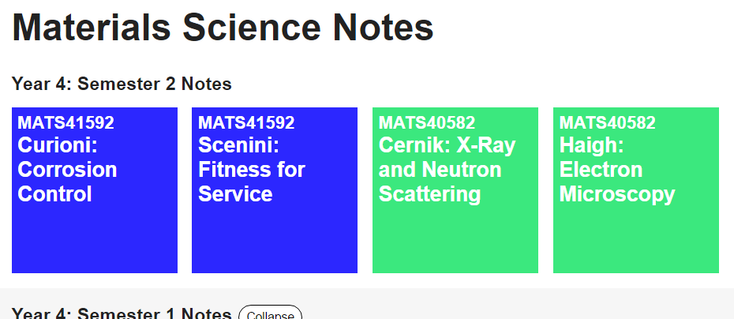 Materials Science Notes
Year 4: Semester 2 Notes
MATS41592
Curioni:
Corrosion
Control
MATS41592
Scenini:
Fitness for
Service
MATS40582
Cernik: X-Ray
and Neutron
Scattering
MATS40582
Haigh:
Electron
Microscopy
Year 4: Semester 1 Notes Collapse